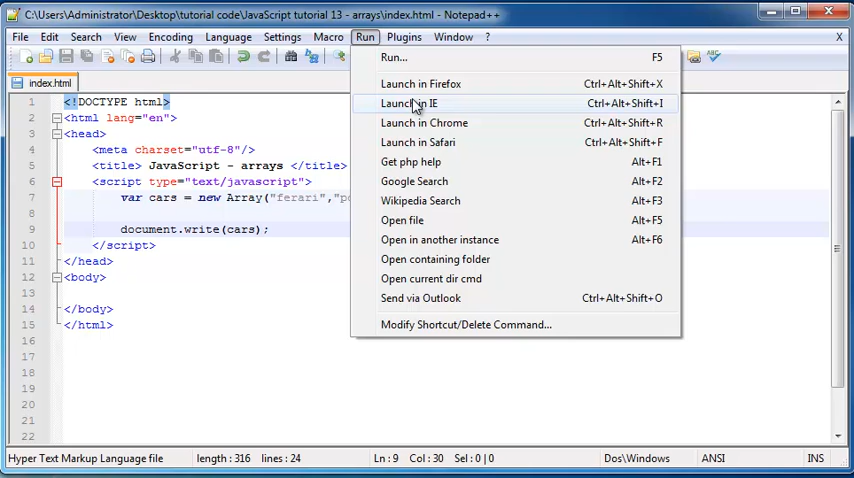 C:\Users\Administrator\Desktop\tutorial code\JavaScript tutorial 13 - arrays\index.html - Notepad++
File Edit Search View Encoding Language Settings Macro Run Plugins Window ? X
index.html
Run... F5
Launch in Firefox Ctrl+Alt+Shift+X
Launch in IE Ctrl+Alt+Shift+I
Launch in Chrome Ctrl+Alt+Shift+R
Launch in Safari Ctrl+Alt+Shift+F
Get php help Alt+F1
Google Search Alt+F2
Wikipedia Search Alt+F3
Open file Alt+F5
Open in another instance Alt+F6
Open containing folder
Open current dir cmd
Send via Outlook Ctrl+Alt+Shift+O
Modify Shortcut/Delete Command...
1 <!DOCTYPE html>
2 <html lang="en">
3 <head>
4 <meta charset="utf-8"/>
5 <title> JavaScript - arrays </title>
6 <script type="text/javascript">
7 var cars = new Array("ferari","po
8
9 document.write(cars);
10 </script>
11 </head>
12 <body>
13
14 </body>
15 </html>
16
17
18
19
20
21
22
Hyper Text Markup Language file length : 316 lines : 24 Ln : 9 Col : 30 Sel : 0 | 0 Dos\Windows ANSI INS